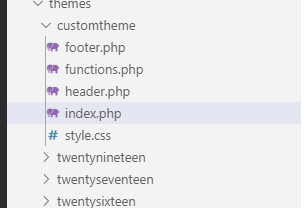 themes
customtheme
footer.php
functions.php
header.php
index.php
# style.css
twentynineteen
twentyseventeen
twentysixteen